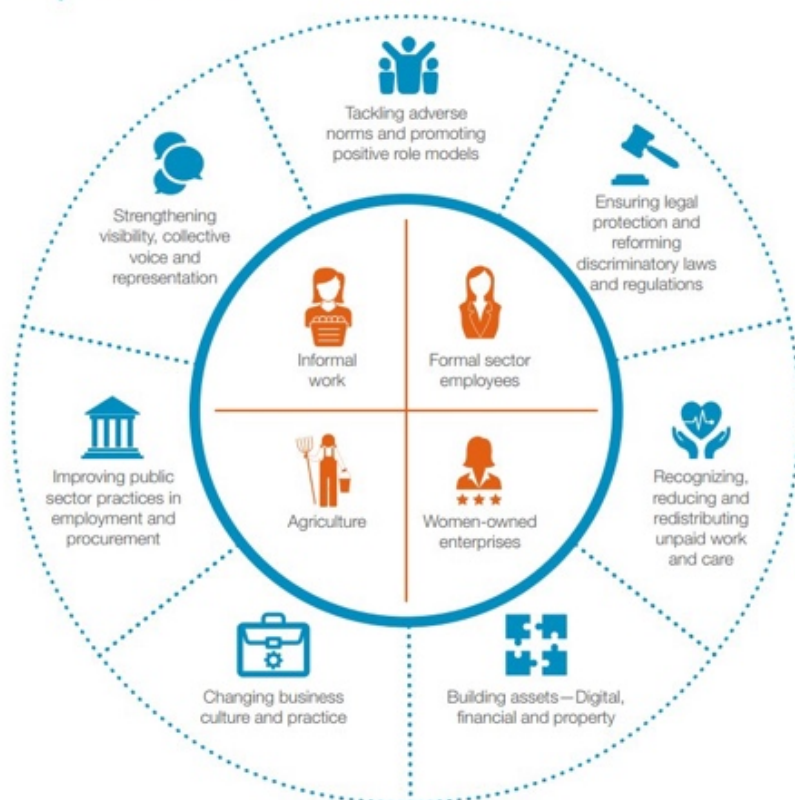 Tackling adverse
norms and promoting
positive role models
Ensuring legal
protection and
reforming
discriminatory laws
and regulations
Recognizing,
reducing and
redistributing
unpaid work
and care
Building assets—Digital,
financial and property
Changing business
culture and practice
Improving public
sector practices in
employment and
procurement
Strengthening
visibility, collective
voice and
representation
Informal
work
Formal sector
employees
Agriculture
Women-owned
enterprises